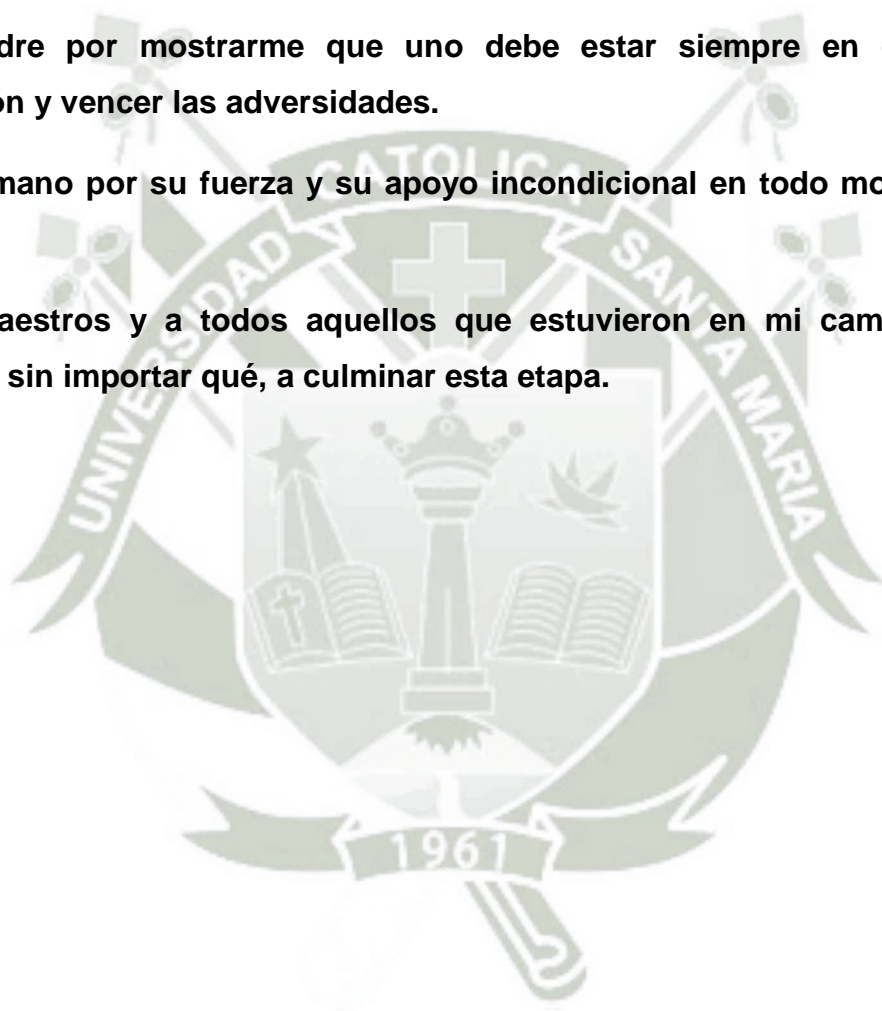 dre por mostrarme que uno debe estar siempre en
on y vencer las adversidades.
mano por su fuerza y su apoyo incondicional en todo mo
aestros y a todos aquellos que estuvieron en mi cam
sin importar qué, a culminar esta etapa.
UNIVERSIDAD CATOLICA SANTA MARIA
1961